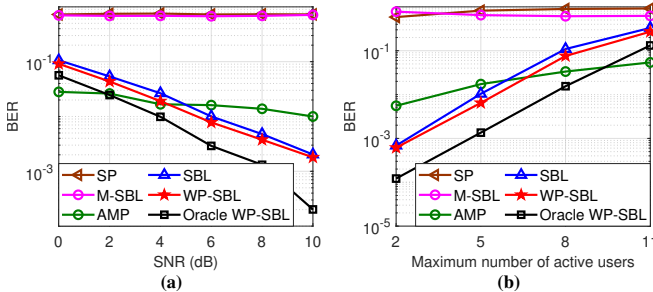 10-1
10-3
BER
SP
M-SBL
AMP
SBL
WP-SBL
Oracle WP-SBL
0 2 4 6 8 10
SNR (dB)
(a)
10-1
10-3
10-5
BER
SP
M-SBL
AMP
SBL
WP-SBL
Oracle WP-SBL
2 5 8 11
Maximum number of active users
(b)